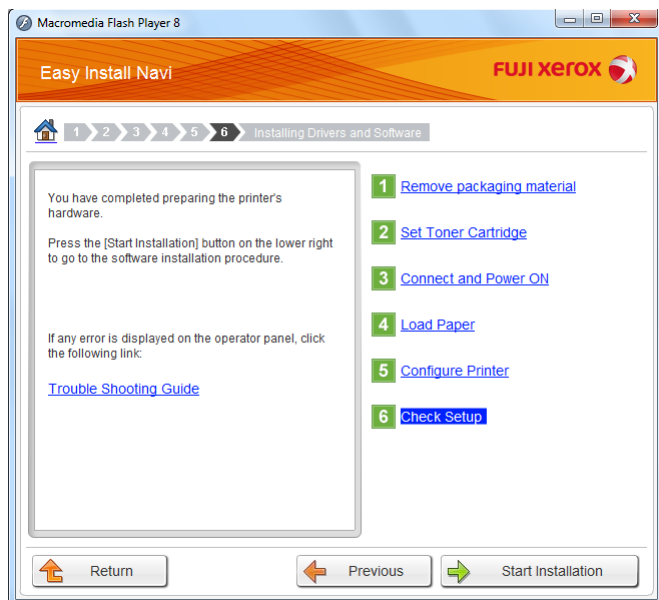 Macromedia Flash Player 8
Easy Install Navi
FUJI xerox
1 2 3 4 5 6 Installing Drivers and Software
You have completed preparing the printer's
hardware.
Press the [Start Installation] button on the lower right
to go to the software installation procedure.
If any error is displayed on the operator panel, click
the following link:
Trouble Shooting Guide
1 Remove packaging material
2 Set Toner Cartridge
3 Connect and Power ON
4 Load Paper
5 Configure Printer
6 Check Setup
Return
Previous
Start Installation